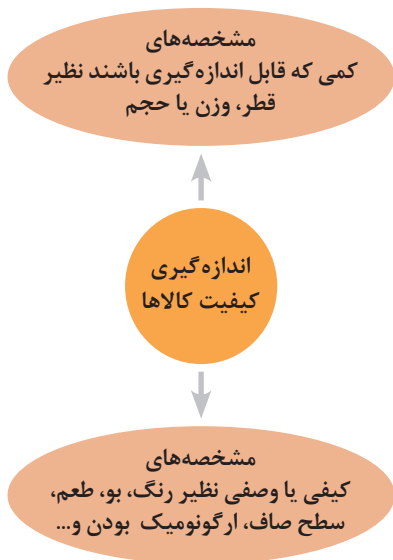 مشخصه‌های
کمی که قابل اندازه‌گیری باشند نظیر
قطر، وزن یا حجم
اندازه‌گیری
کیفیت کالاها
مشخصه‌های
کیفی یا وصفی نظیر رنگ، بو، طعم،
سطح صاف، ارگونومیک بودن و...